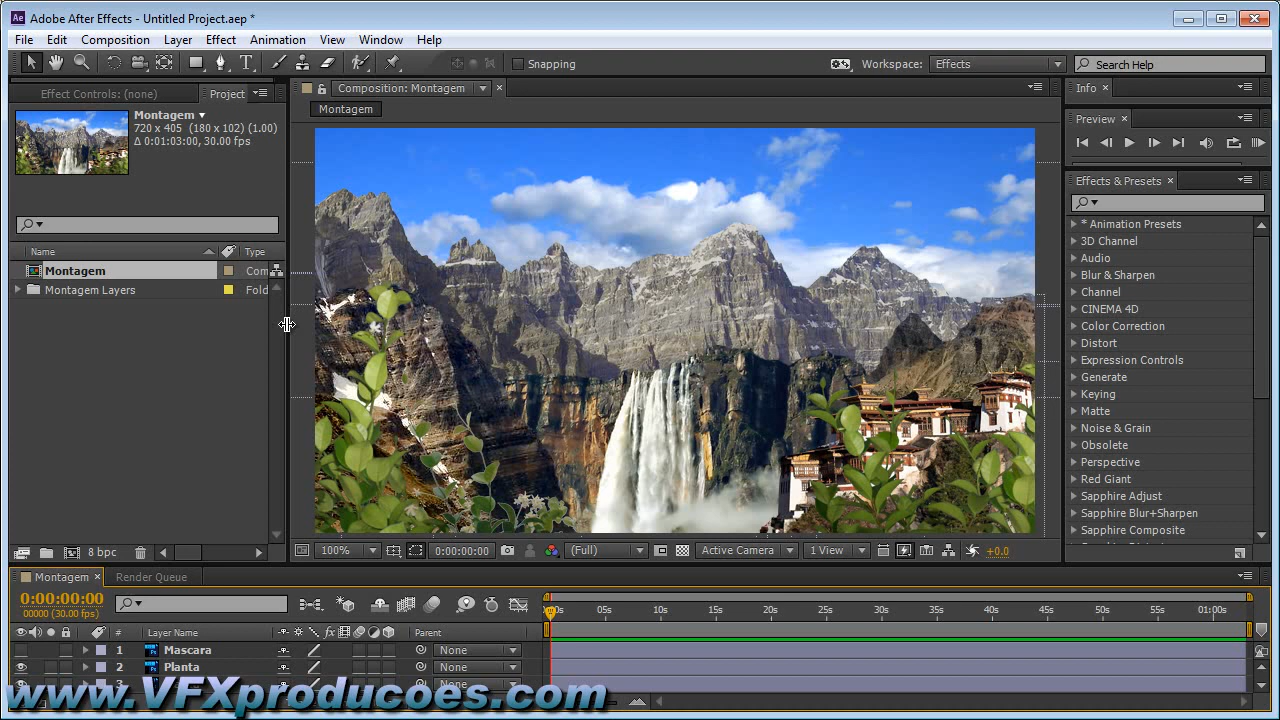 Ae Adobe After Effects - Untitled Project.aep *
File Edit Composition Layer Effect Animation View Window Help
T Snapping Workspace: Effects Search Help
Effect Controls: (none) Project Composition: Montagem Info
Montagem
720 x 405 (180 x 102) (1.00)
Δ 0:01:03:00, 30.00 fps
Montagem
Preview
Effects & Presets
Name Type
Montagem Com
Montagem Layers Fold
* Animation Presets
3D Channel
Audio
Blur & Sharpen
Channel
CINEMA 4D
Color Correction
Distort
Expression Controls
Generate
Keying
Matte
Noise & Grain
Obsolete
Perspective
Red Giant
Sapphire Adjust
Sapphire Blur+Sharpen
Sapphire Composite
8 bpc 100% 0:00:00:00 (Full) Active Camera 1 View +0.0
Montagem Render Queue
0:00:00:00
00000 (30.00 fps)
05s 10s 15s 20s 25s 30s 35s 40s 45s 50s 55s 01:00s
# Layer Name fx Parent
1 Ps Mascara None
2 Ps Planta None
3 None
www.VFXproducoes.com